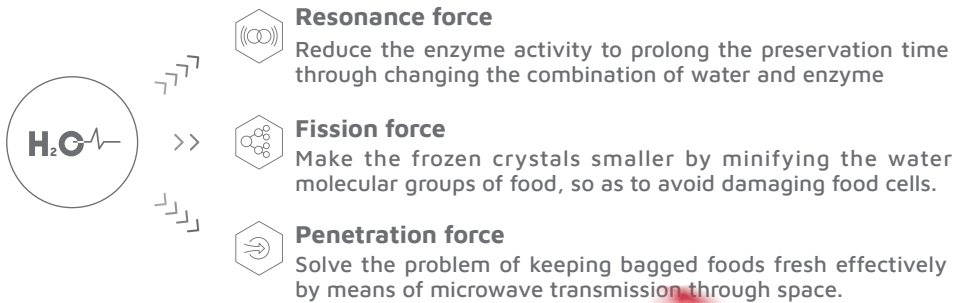 H₂O
Resonance force
Reduce the enzyme activity to prolong the preservation time
through changing the combination of water and enzyme
Fission force
Make the frozen crystals smaller by minifying the water
molecular groups of food, so as to avoid damaging food cells.
Penetration force
Solve the problem of keeping bagged foods fresh effectively
by means of microwave transmission through space.